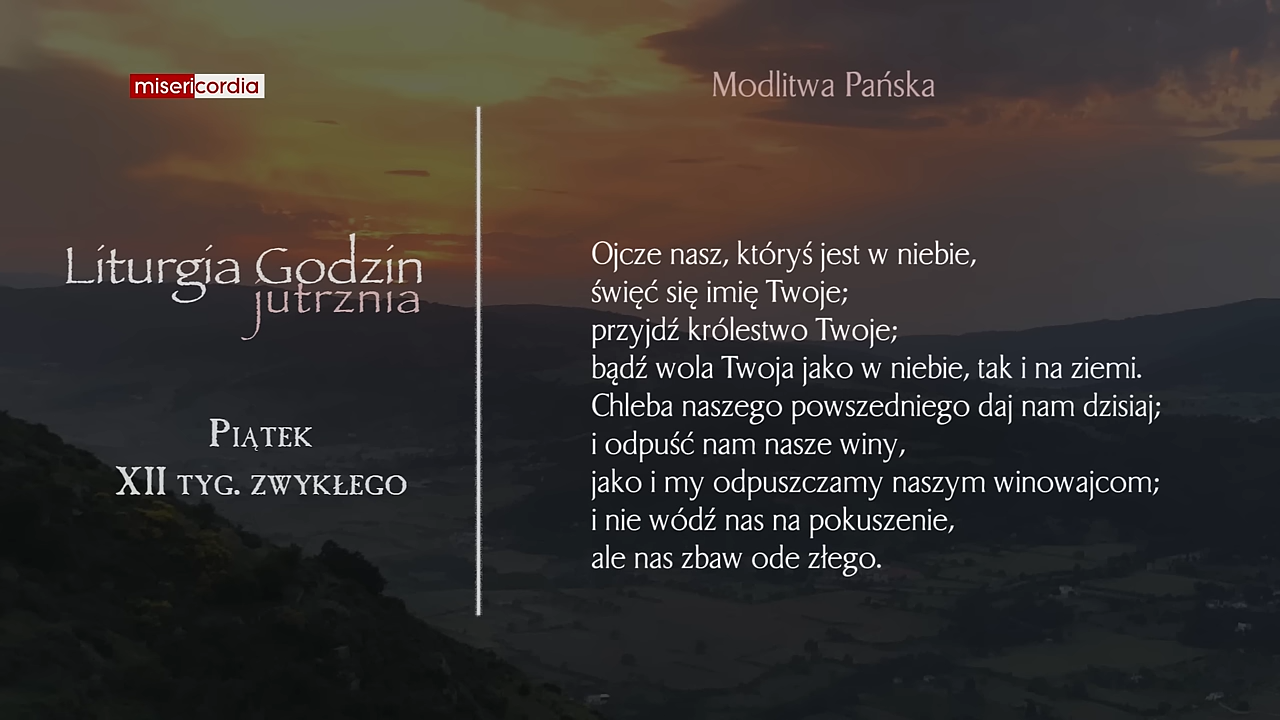 misericordia
Liturgia Godzin
jutrznia
Piątek
XII tyg. zwykłego
Modlitwa Pańska
Ojcze nasz, któryś jest w niebie,
święć się imię Twoje;
przyjdź królestwo Twoje;
bądź wola Twoja jako w niebie, tak i na ziemi.
Chleba naszego powszedniego daj nam dzisiaj;
i odpuść nam nasze winy,
jako i my odpuszczamy naszym winowajcom;
i nie wódź nas na pokuszenie,
ale nas zbaw ode złego.